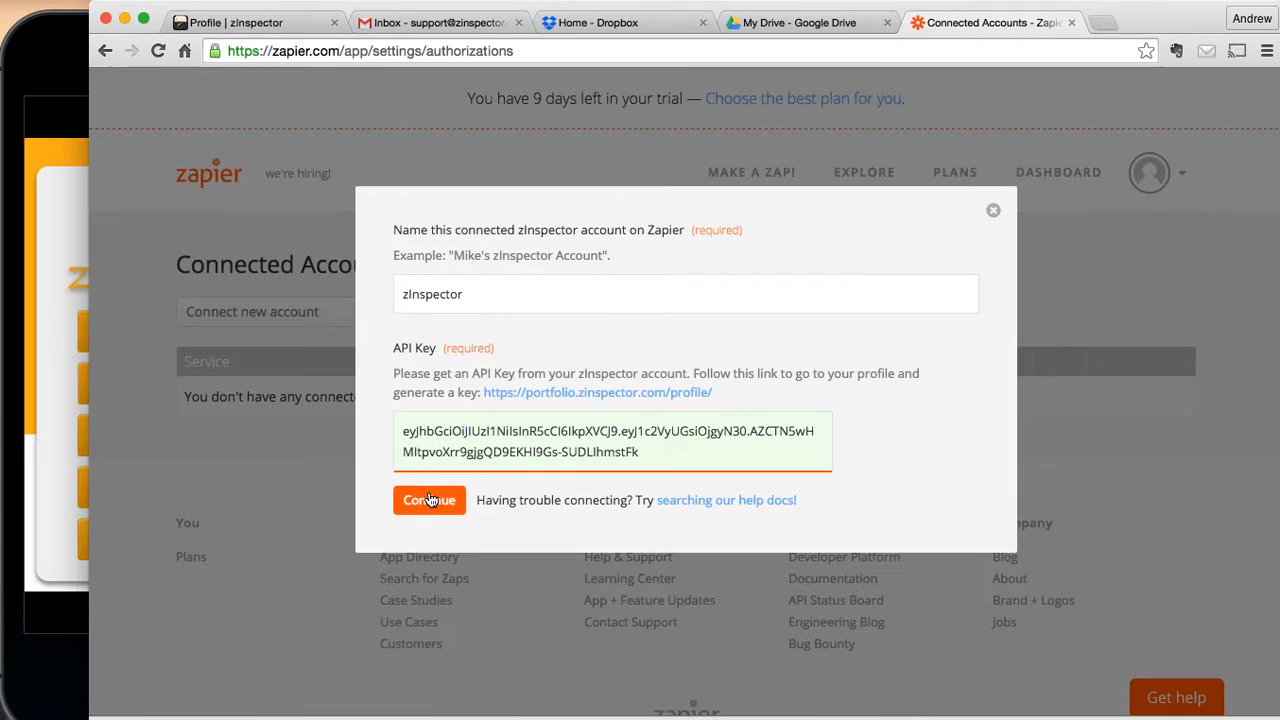 Profile | zInspector
Inbox - support@zinspector.
Home - Dropbox
My Drive - Google Drive
Connected Accounts - Zapie
Andrew
https://zapier.com/app/settings/authorizations
You have 9 days left in your trial — Choose the best plan for you.
zapier
we're hiring!
MAKE A ZAP!
EXPLORE
PLANS
DASHBOARD
Connected Accou
Connect new account
Service
You don't have any connecte
Name this connected zInspector account on Zapier (required)
Example: "Mike's zInspector Account".
zInspector
API Key (required)
Please get an API Key from your zInspector account. Follow this link to go to your profile and
generate a key: https://portfolio.zinspector.com/profile/
eyJhbGciOiJIUzI1NiIsInR5cCI6IkpXVCJ9.eyJ1c2VyUGsiOjgyN30.AZCTN5wH
MItpvoXrr9gjgQD9EKHI9Gs-SUDLIhmstFk
Continue
Having trouble connecting? Try searching our help docs!
You
mpany
Plans
App Directory
Help & Support
Developer Platform
Blog
Search for Zaps
Learning Center
Documentation
About
Case Studies
App + Feature Updates
API Status Board
Brand + Logos
Use Cases
Contact Support
Engineering Blog
Jobs
Customers
Bug Bounty
Get help
zapier